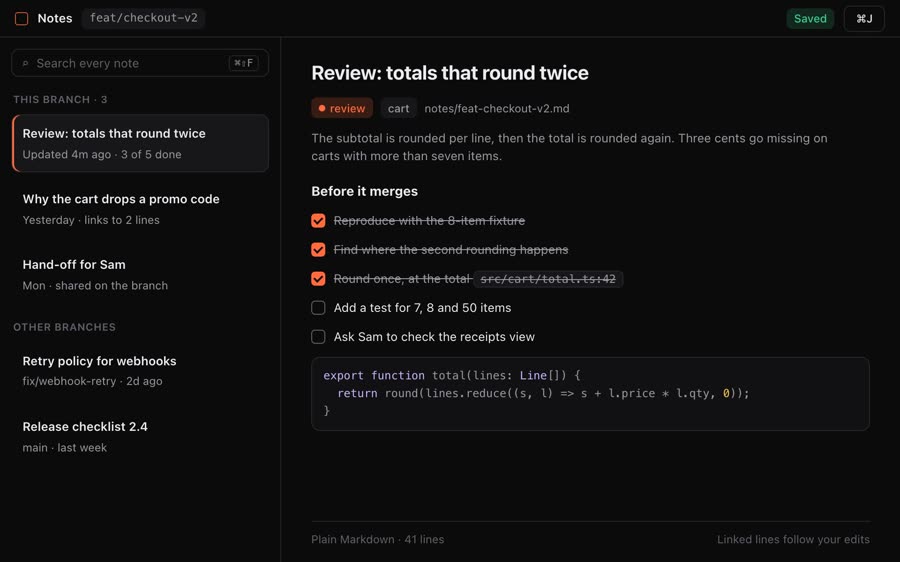 Notes feat/checkout-v2 Saved ⌘J
Search every note ⌘⇧F
THIS BRANCH · 3
Review: totals that round twice
Updated 4m ago · 3 of 5 done
Why the cart drops a promo code
Yesterday · links to 2 lines
Hand-off for Sam
Mon · shared on the branch
OTHER BRANCHES
Retry policy for webhooks
fix/webhook-retry · 2d ago
Release checklist 2.4
main · last week
Review: totals that round twice
review cart notes/feat-checkout-v2.md
The subtotal is rounded per line, then the total is rounded again. Three cents go missing on
carts with more than seven items.
Before it merges
Reproduce with the 8-item fixture
Find where the second rounding happens
Round once, at the total src/cart/total.ts:42
Add a test for 7, 8 and 50 items
Ask Sam to check the receipts view
export function total(lines: Line[]) {
  return round(lines.reduce((s, l) => s + l.price * l.qty, 0));
}
Plain Markdown · 41 lines
Linked lines follow your edits